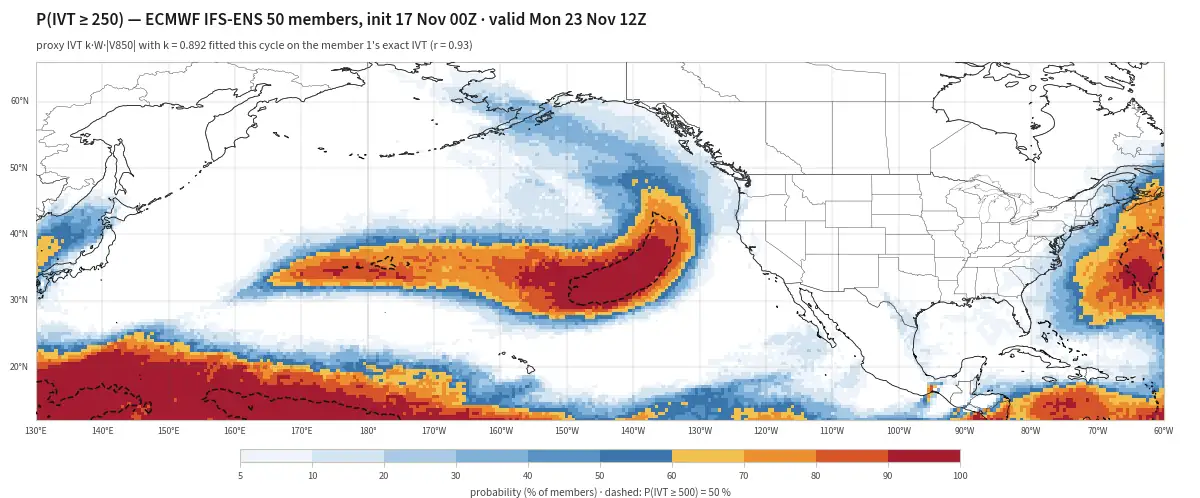 P(IVT ≥ 250) — ECMWF IFS-ENS 50 members, init 17 Nov 00Z · valid Mon 23 Nov 12Z
proxy IVT k·W·|V850| with k = 0.892 fitted this cycle on the member 1's exact IVT (r = 0.93)
60°N
50°N
40°N
30°N
20°N
130°E 140°E 150°E 160°E 170°E 180° 170°W 160°W 150°W 140°W 130°W 120°W 110°W 100°W 90°W 80°W 70°W 60°W
5 10 20 30 40 50 60 70 80 90 100
probability (% of members) · dashed: P(IVT ≥ 500) = 50 %